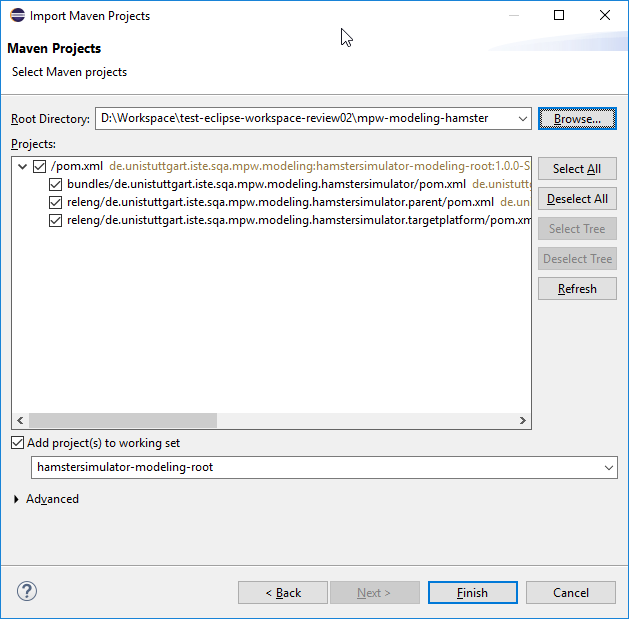 Import Maven Projects
Maven Projects
Select Maven projects
Root Directory: D:\Workspace\test-eclipse-workspace-review02\mpw-modeling-hamster Browse...
Projects:
/pom.xml de.unistuttgart.iste.sqa.mpw.modeling:hamstersimulator-modeling-root:1.0.0-S
bundles/de.unistuttgart.iste.sqa.mpw.modeling.hamstersimulator/pom.xml de.unistuttg
releng/de.unistuttgart.iste.sqa.mpw.modeling.hamstersimulator.parent/pom.xml de.un
releng/de.unistuttgart.iste.sqa.mpw.modeling.hamstersimulator.targetplatform/pom.xm
Select All
Deselect All
Select Tree
Deselect Tree
Refresh
Add project(s) to working set
hamstersimulator-modeling-root
Advanced
? < Back Next > Finish Cancel